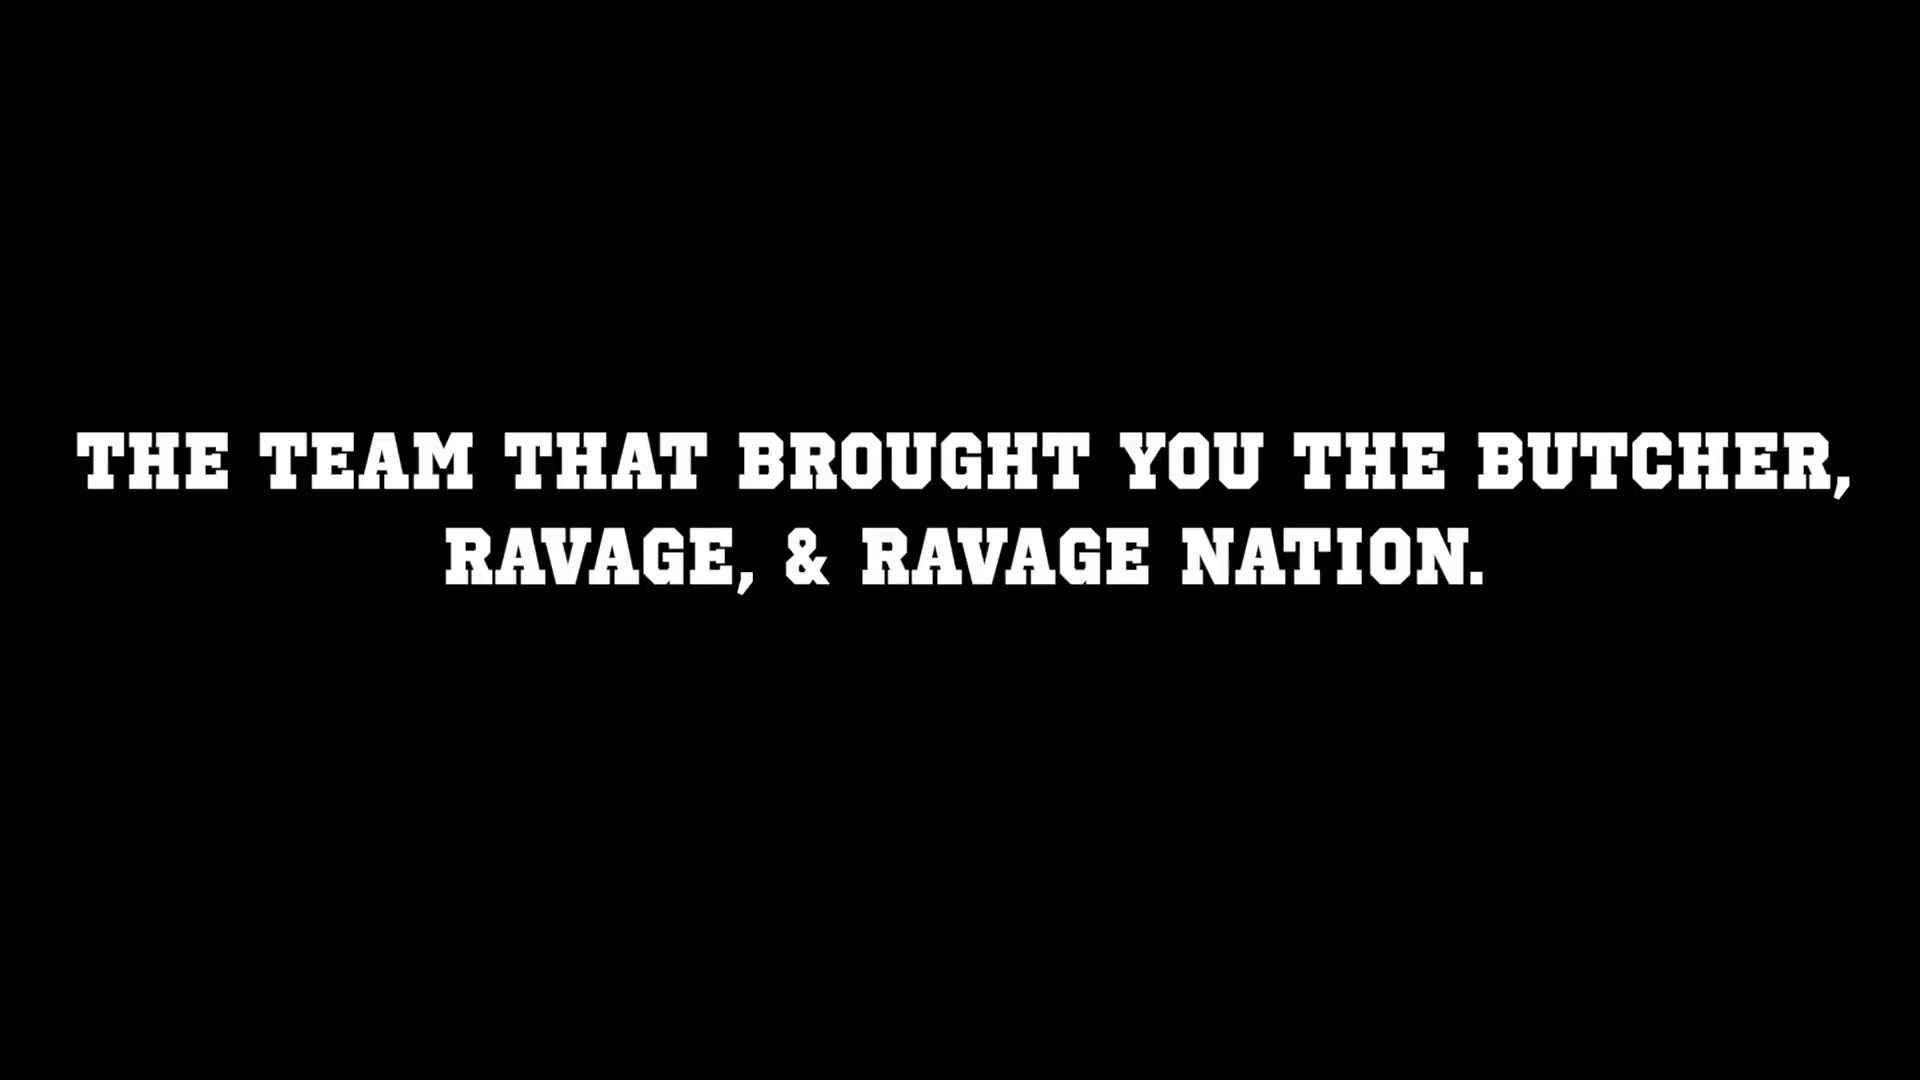 THE TEAM THAT BROUGHT YOU THE BUTCHER,
RAVAGE, & RAVAGE NATION.